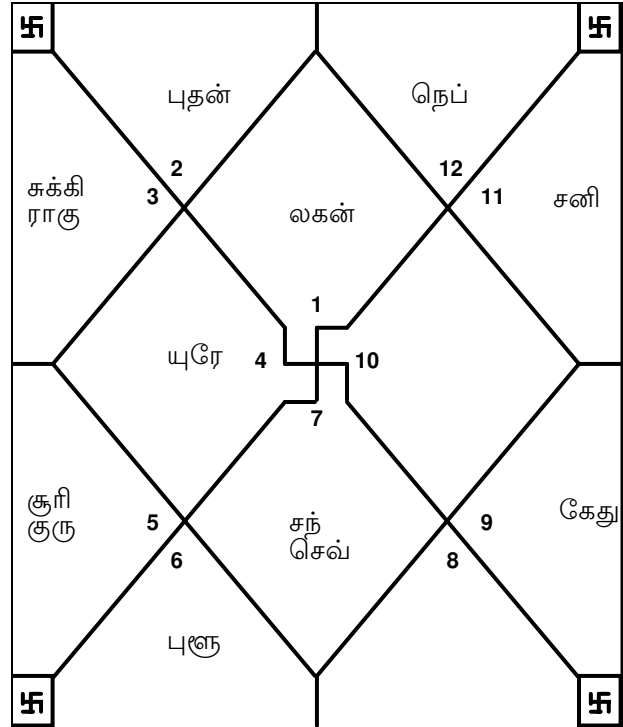 புதன்
நெப்
2
12
சுக்கி
ராகு
3
11
சனி
லகன்
1
யுரே
4
10
7
சூரி
குரு
5
சந்
செவ்
9
கேது
6
8
புளூ